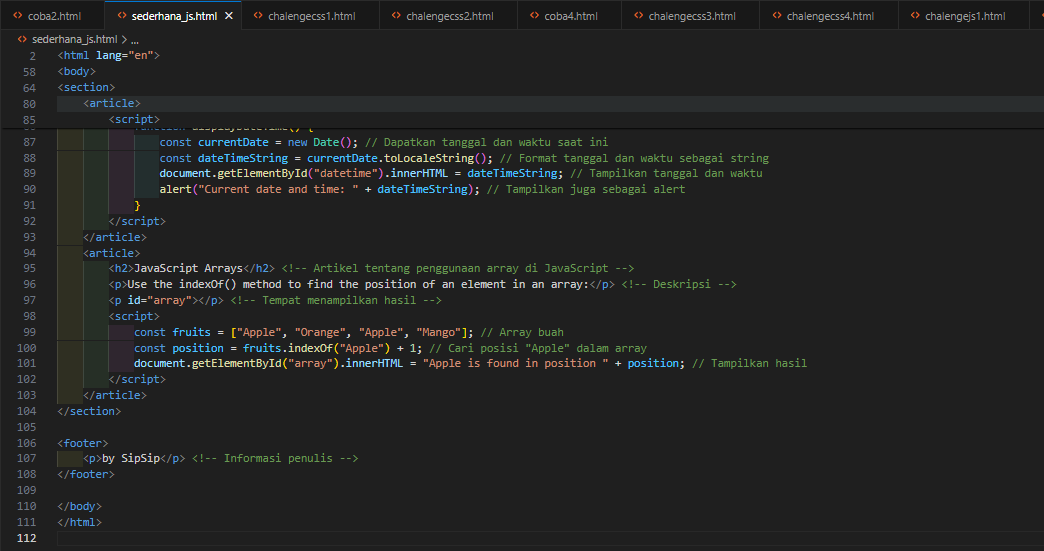 coba2.html sederhana_js.html chalengecss1.html chalengecss2.html coba4.html chalengecss3.html chalengecss4.html chalengejs1.html
sederhana_js.html > ...
2 <html lang="en">
58 <body>
64 <section>
80 <article>
85 <script>
87 const currentDate = new Date(); // Dapatkan tanggal dan waktu saat ini
88 const dateTimeString = currentDate.toLocaleString(); // Format tanggal dan waktu sebagai string
89 document.getElementById("datetime").innerHTML = dateTimeString; // Tampilkan tanggal dan waktu
90 alert("Current date and time: " + dateTimeString); // Tampilkan juga sebagai alert
91 }
92 </script>
93 </article>
94 <article>
95 <h2>JavaScript Arrays</h2> <!-- Artikel tentang penggunaan array di JavaScript -->
96 <p>Use the indexOf() method to find the position of an element in an array:</p> <!-- Deskripsi -->
97 <p id="array"></p> <!-- Tempat menampilkan hasil -->
98 <script>
99 const fruits = ["Apple", "Orange", "Apple", "Mango"]; // Array buah
100 const position = fruits.indexOf("Apple") + 1; // Cari posisi "Apple" dalam array
101 document.getElementById("array").innerHTML = "Apple is found in position " + position; // Tampilkan hasil
102 </script>
103 </article>
104 </section>
105
106 <footer>
107 <p>by SipSip</p> <!-- Informasi penulis -->
108 </footer>
109
110 </body>
111 </html>
112